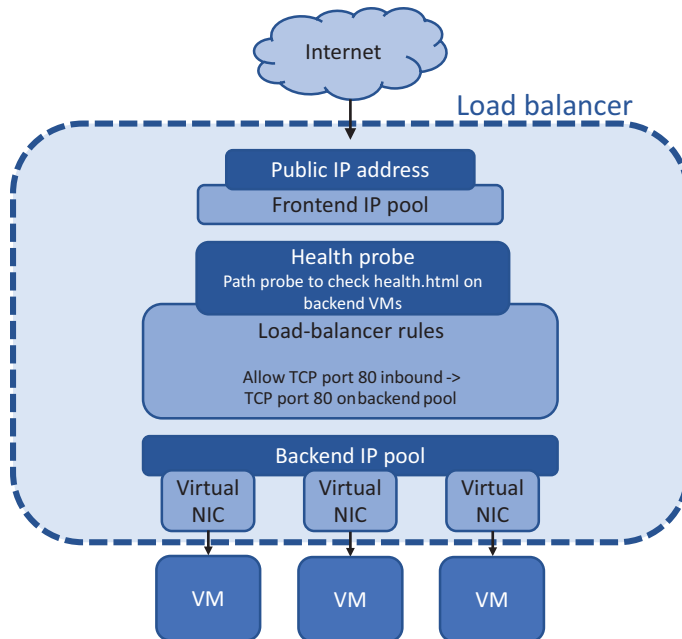 Internet
Load balancer
Public IP address
Frontend IP pool
Health probe
Path probe to check health.html on
backend VMs
Load-balancer rules
Allow TCP port 80 inbound ->
TCP port 80 on backend pool
Backend IP pool
Virtual
NIC
Virtual
NIC
Virtual
NIC
VM
VM
VM